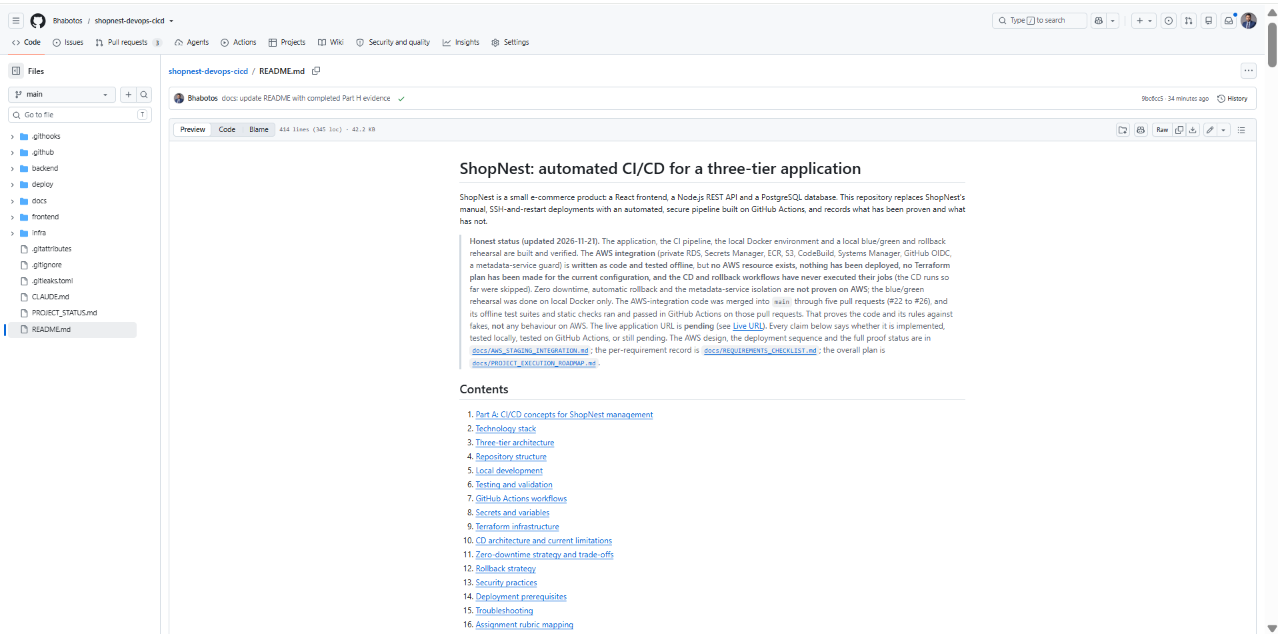 Bhabotos / shopnest-devops-cicd
Type / to search
Code Issues Pull requests 3 Agents Actions Projects Wiki Security and quality Insights Settings
Files
main
Go to file T
.githooks
.github
backend
deploy
docs
frontend
infra
.gitattributes
.gitignore
.gitleaks.toml
CLAUDE.md
PROJECT_STATUS.md
README.md
shopnest-devops-cicd / README.md
Bhabotos docs: update README with completed Part H evidence
9bc8cc5 · 34 minutes ago History
Preview Code Blame 414 lines (345 loc) · 42.2 KB
Raw
ShopNest: automated CI/CD for a three-tier application
ShopNest is a small e-commerce product: a React frontend, a Node.js REST API and a PostgreSQL database. This repository replaces ShopNest's
manual, SSH-and-restart deployments with an automated, secure pipeline built on GitHub Actions, and records what has been proven and what
has not.
Honest status (updated 2026-11-21). The application, the CI pipeline, the local Docker environment and a local blue/green and rollback
rehearsal are built and verified. The AWS integration (private RDS, Secrets Manager, ECR, S3, CodeBuild, Systems Manager, GitHub OIDC,
a metadata-service guard) is written as code and tested offline, but no AWS resource exists, nothing has been deployed, no Terraform
plan has been made for the current configuration, and the CD and rollback workflows have never executed their jobs (the CD runs
so far were skipped). Zero downtime, automatic rollback and the metadata-service isolation are not proven on AWS; the blue/green
rehearsal was done on local Docker only. The AWS-integration code was merged into main through five pull requests (#22 to #26), and
its offline test suites and static checks ran and passed in GitHub Actions on those pull requests. That proves the code and its rules against
fakes, not any behaviour on AWS. The live application URL is pending (see Live URL). Every claim below says whether it is implemented,
tested locally, tested on GitHub Actions, or still pending. The AWS design, the deployment sequence and the full proof status are in
docs/AWS_STAGING_INTEGRATION.md ; the per-requirement record is docs/REQUIREMENTS_CHECKLIST.md ; the overall plan is
docs/PROJECT_EXECUTION_ROADMAP.md .
Contents
1. Part A: CI/CD concepts for ShopNest management
2. Technology stack
3. Three-tier architecture
4. Repository structure
5. Local development
6. Testing and validation
7. GitHub Actions workflows
8. Secrets and variables
9. Terraform infrastructure
10. CD architecture and current limitations
11. Zero-downtime strategy and trade-offs
12. Rollback strategy
13. Security practices
14. Deployment prerequisites
15. Troubleshooting
16. Assignment rubric mapping